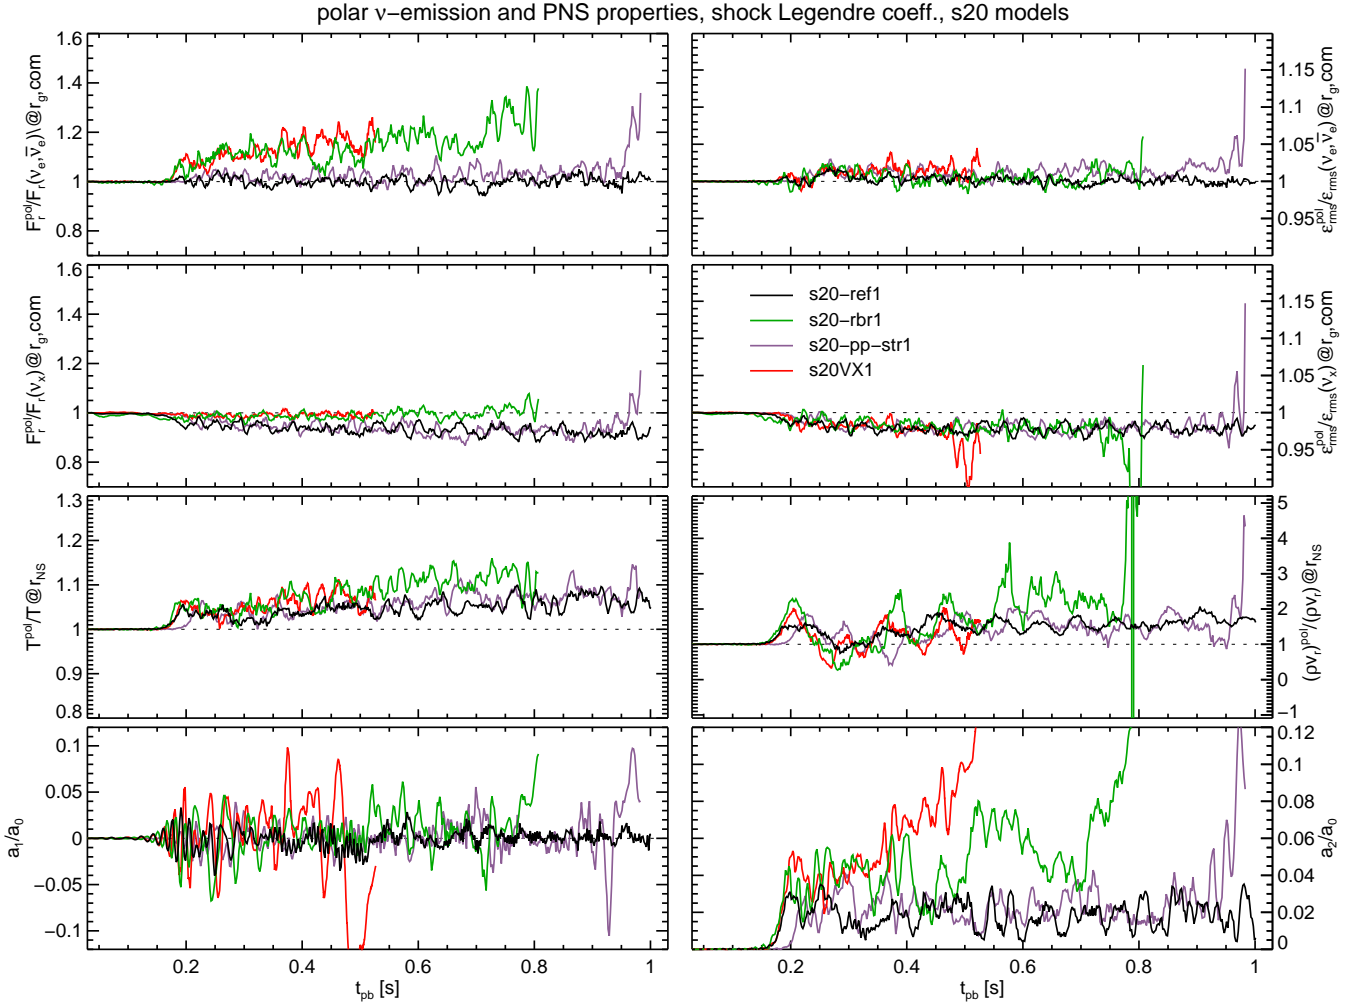 polar ν−emission and PNS properties, shock Legendre coeff., s20 models
1.6
1.4
1.2
1
0.8
F_r^pol/F_r(ν_e,ν̄_e)\@r_g,com
1.15
1.1
1.05
1
0.95
ε_rms^pol/ε_rms(ν_e,ν̄_e)@r_g,com
1.6
1.4
1.2
1
0.8
F_r^pol/F_r(ν_x)@r_g,com
s20−ref1
s20−rbr1
s20−pp−str1
s20VX1
1.15
1.1
1.05
1
0.95
ε_rms^pol/ε_rms(ν_x)@r_g,com
1.3
1.2
1.1
1
0.9
0.8
T^pol/T@r_NS
5
4
3
2
1
0
−1
(ρv_r)^pol/(ρv_r)@r_NS
0.1
0.05
0
−0.05
−0.1
a_1/a_0
0.12
0.1
0.08
0.06
0.04
0.02
0
a_2/a_0
0.2 0.4 0.6 0.8 1
t_pb [s]
0.2 0.4 0.6 0.8 1
t_pb [s]